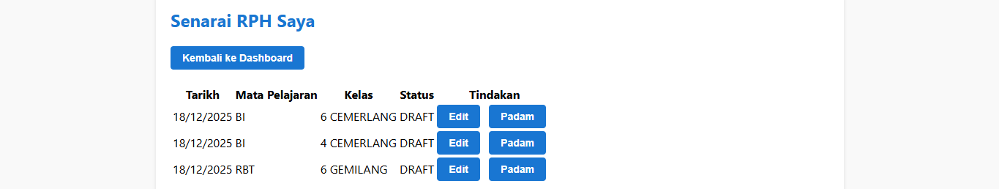 Senarai RPH Saya
Kembali ke Dashboard
Tarikh Mata Pelajaran Kelas Status Tindakan
18/12/2025 BI 6 CEMERLANG DRAFT Edit Padam
18/12/2025 BI 4 CEMERLANG DRAFT Edit Padam
18/12/2025 RBT 6 GEMILANG DRAFT Edit Padam